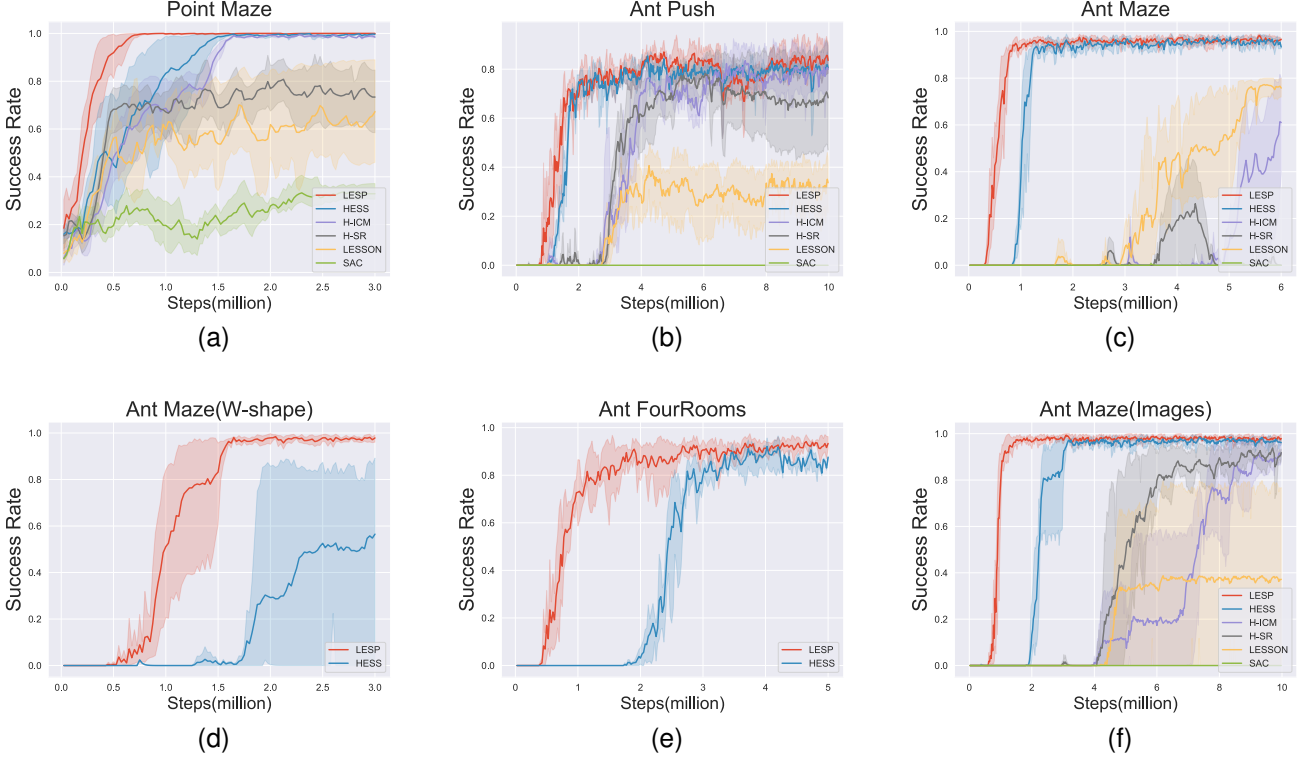 Point Maze
1.0
0.8
0.6
0.4
0.2
0.0
Success Rate
0.0 0.5 1.0 1.5 2.0 2.5 3.0
Steps(million)
LESP
HESS
H-ICM
H-SR
LESSON
SAC
(a)
Ant Push
0.8
0.6
0.4
0.2
0.0
Success Rate
0 2 4 6 8 10
Steps(million)
LESP
HESS
H-ICM
H-SR
LESSON
SAC
(b)
Ant Maze
1.0
0.8
0.6
0.4
0.2
0.0
Success Rate
0 1 2 3 4 5 6
Steps(million)
LESP
HESS
H-ICM
H-SR
LESSON
SAC
(c)
Ant Maze(W-shape)
1.0
0.8
0.6
0.4
0.2
0.0
Success Rate
0.0 0.5 1.0 1.5 2.0 2.5 3.0
Steps(million)
LESP
HESS
(d)
Ant FourRooms
1.0
0.8
0.6
0.4
0.2
0.0
Success Rate
0 1 2 3 4 5
Steps(million)
LESP
HESS
(e)
Ant Maze(Images)
1.0
0.8
0.6
0.4
0.2
0.0
Success Rate
0 2 4 6 8 10
Steps(million)
LESP
HESS
H-ICM
H-SR
LESSON
SAC
(f)